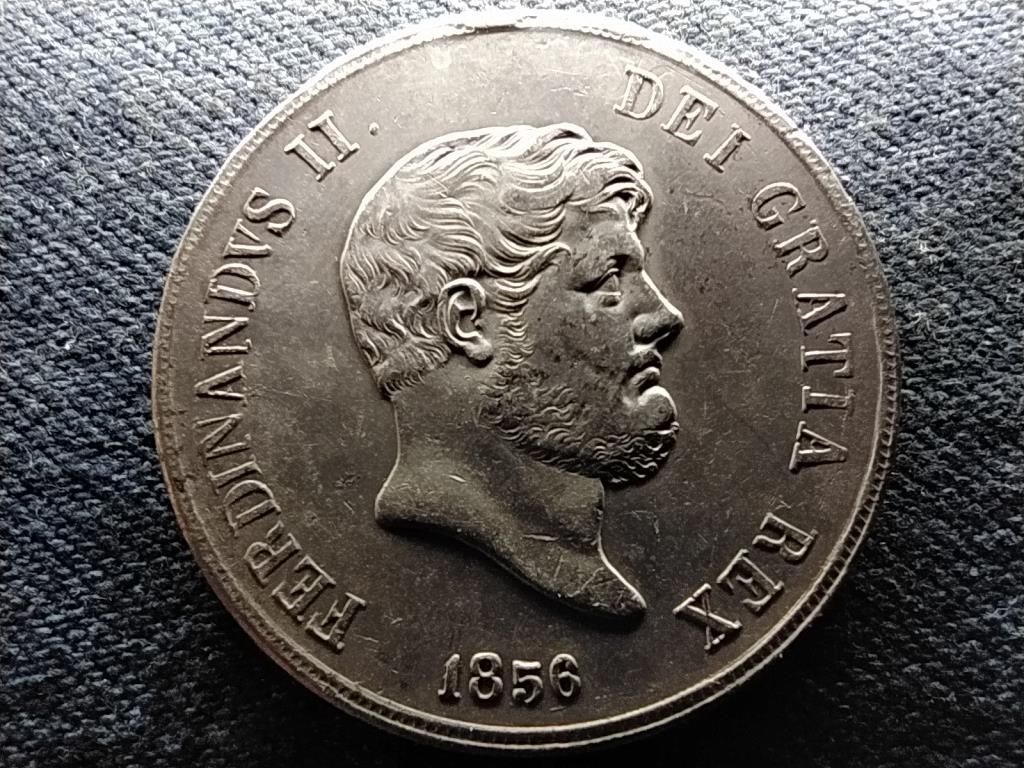 FERDINANDVS II. DEI GRATIA REX
1856